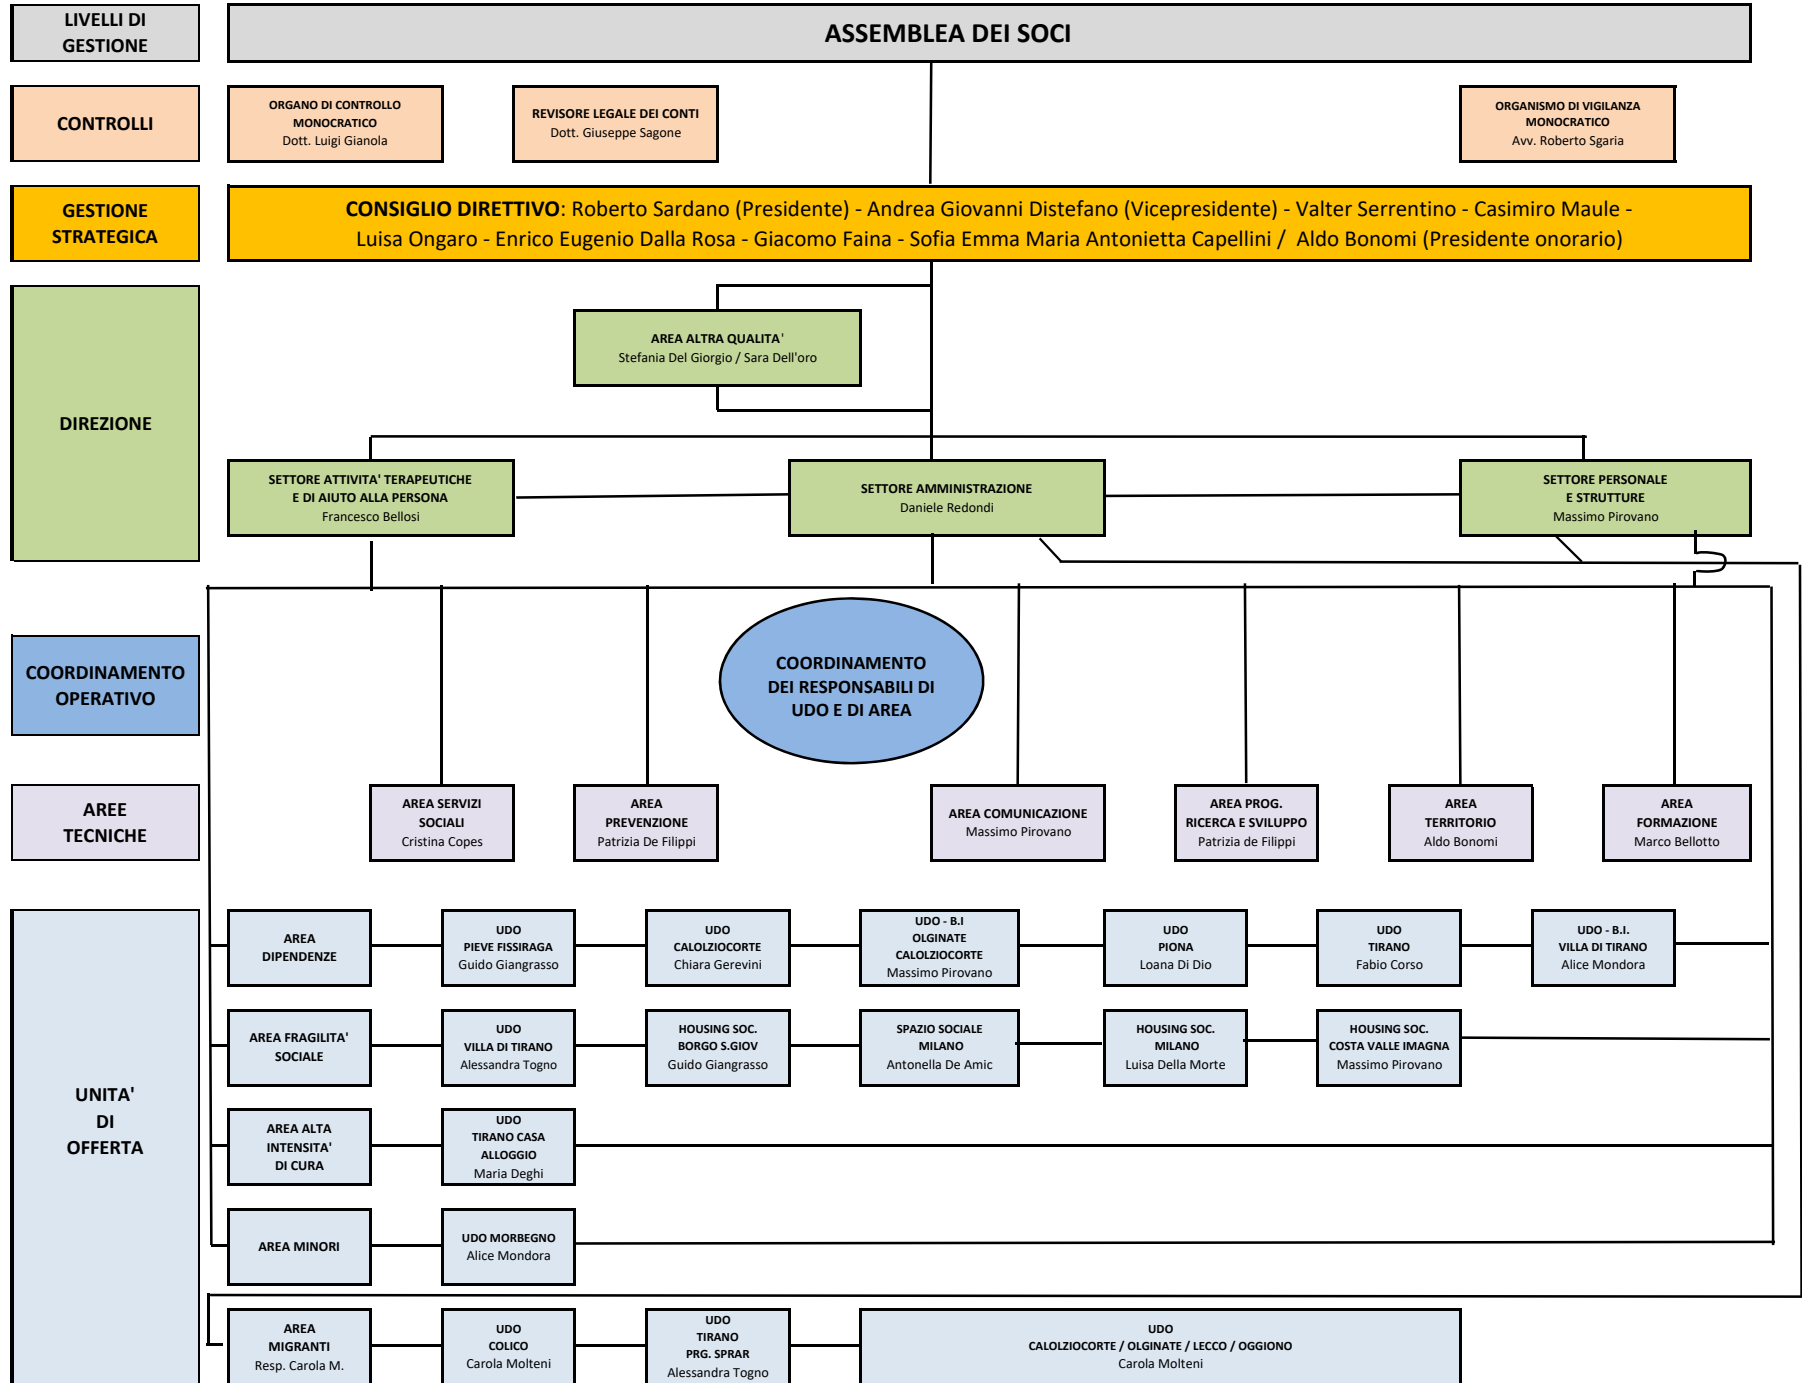 LIVELLI DI
GESTIONE
ASSEMBLEA DEI SOCI
CONTROLLI
ORGANO DI CONTROLLO
MONOCRATICO
Dott. Luigi Gianola
REVISORE LEGALE DEI CONTI
Dott. Giuseppe Sagone
ORGANISMO DI VIGILANZA
MONOCRATICO
Avv. Roberto Sgaria
GESTIONE
STRATEGICA
CONSIGLIO DIRETTIVO: Roberto Sardano (Presidente) - Andrea Giovanni Distefano (Vicepresidente) - Valter Serrentino - Casimiro Maule -
Luisa Ongaro - Enrico Eugenio Dalla Rosa - Giacomo Faina - Sofia Emma Maria Antonietta Capellini / Aldo Bonomi (Presidente onorario)
DIREZIONE
AREA ALTRA QUALITA'
Stefania Del Giorgio / Sara Dell'oro
SETTORE ATTIVITA' TERAPEUTICHE
E DI AIUTO ALLA PERSONA
Francesco Bellosi
SETTORE AMMINISTRAZIONE
Daniele Redondi
SETTORE PERSONALE
E STRUTTURE
Massimo Pirovano
COORDINAMENTO
OPERATIVO
COORDINAMENTO
DEI RESPONSABILI DI
UDO E DI AREA
AREE
TECNICHE
AREA SERVIZI
SOCIALI
Cristina Copes
AREA
PREVENZIONE
Patrizia De Filippi
AREA COMUNICAZIONE
Massimo Pirovano
AREA PROG.
RICERCA E SVILUPPO
Patrizia de Filippi
AREA
TERRITORIO
Aldo Bonomi
AREA
FORMAZIONE
Marco Bellotto
UNITA'
DI
OFFERTA
AREA
DIPENDENZE
UDO
PIEVE FISSIRAGA
Guido Giangrasso
UDO
CALOLZIOCORTE
Chiara Gerevini
UDO - B.I
OLGINATE
CALOLZIOCORTE
Massimo Pirovano
UDO
PIONA
Loana Di Dio
UDO
TIRANO
Fabio Corso
UDO - B.I.
VILLA DI TIRANO
Alice Mondora
AREA FRAGILITA'
SOCIALE
UDO
VILLA DI TIRANO
Alessandra Togno
HOUSING SOC.
BORGO S.GIOV
Guido Giangrasso
SPAZIO SOCIALE
MILANO
Antonella De Amic
HOUSING SOC.
MILANO
Luisa Della Morte
HOUSING SOC.
COSTA VALLE IMAGNA
Massimo Pirovano
AREA ALTA
INTENSITA'
DI CURA
UDO
TIRANO CASA
ALLOGGIO
Maria Deghi
AREA MINORI
UDO MORBEGNO
Alice Mondora
AREA
MIGRANTI
Resp. Carola M.
UDO
COLICO
Carola Molteni
UDO
TIRANO
PRG. SPRAR
Alessandra Togno
UDO
CALOLZIOCORTE / OLGINATE / LECCO / OGGIONO
Carola Molteni